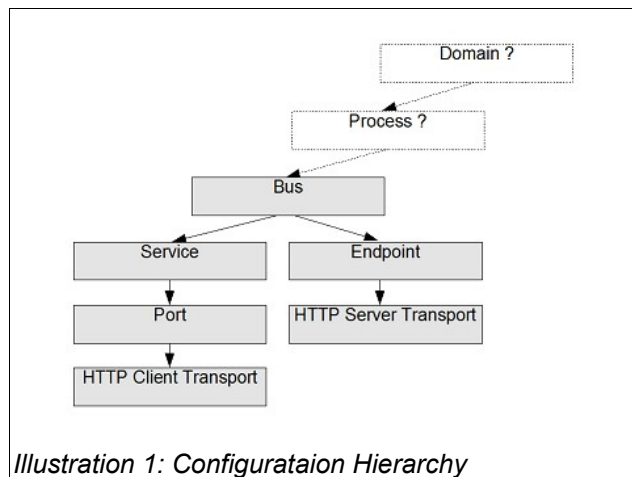 Domain ?
Process ?
Bus
Service
Endpoint
Port
HTTP Server Transport
HTTP Client Transport
Illustration 1: Configurataion Hierarchy